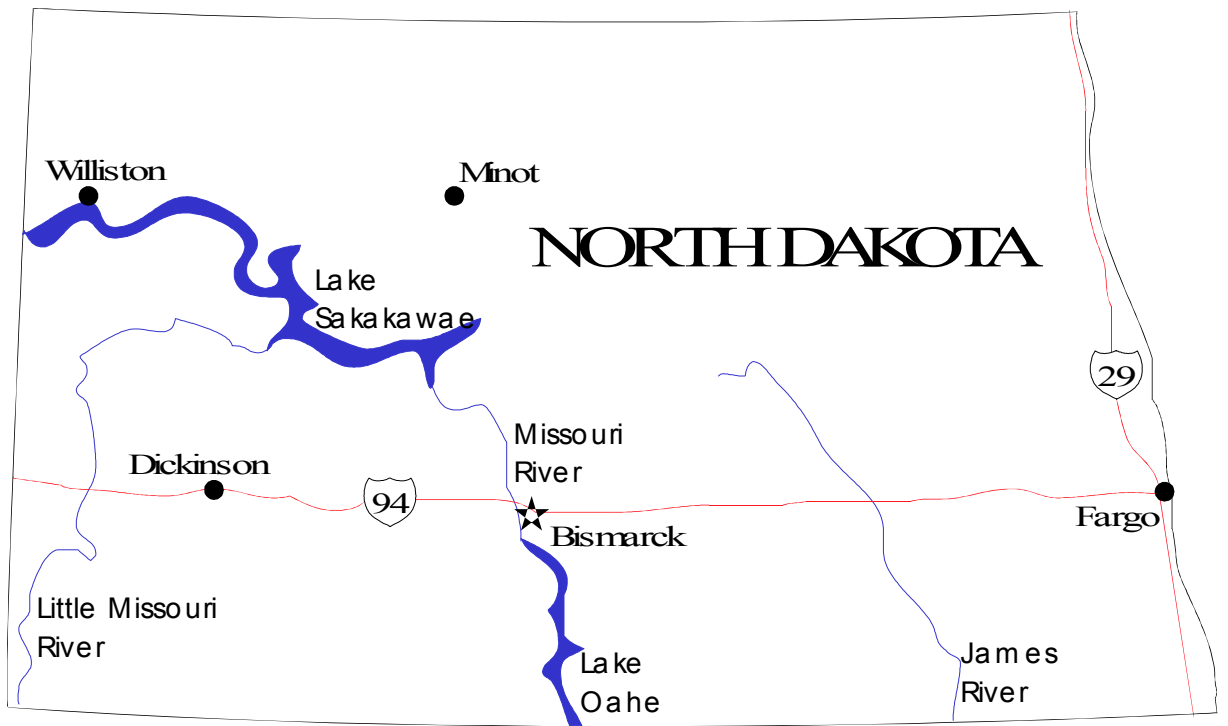 Williston
Minot
NORTH DAKOTA
Lake
Sakakawae
29
Missouri
River
Dickinson
94
Fargo
Bismarck
Little Missouri
River
Lake
Oahe
James
River